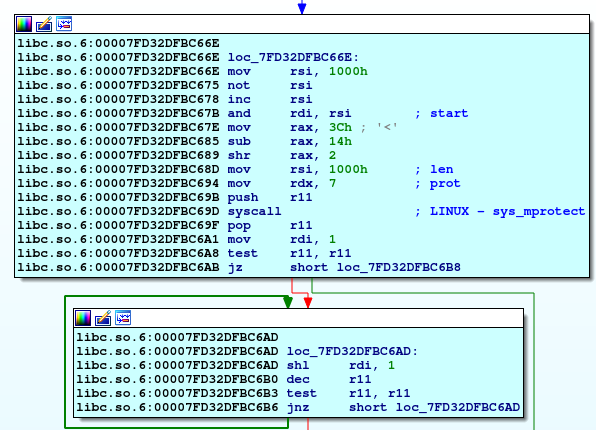 libc.so.6:00007FD32DFBC66E
libc.so.6:00007FD32DFBC66E loc_7FD32DFBC66E:
libc.so.6:00007FD32DFBC66E mov rsi, 1000h
libc.so.6:00007FD32DFBC675 not rsi
libc.so.6:00007FD32DFBC678 inc rsi
libc.so.6:00007FD32DFBC67B and rdi, rsi ; start
libc.so.6:00007FD32DFBC67E mov rax, 3Ch ; '<'
libc.so.6:00007FD32DFBC685 sub rax, 14h
libc.so.6:00007FD32DFBC689 shr rax, 2
libc.so.6:00007FD32DFBC68D mov rsi, 1000h ; len
libc.so.6:00007FD32DFBC694 mov rdx, 7 ; prot
libc.so.6:00007FD32DFBC69B push r11
libc.so.6:00007FD32DFBC69D syscall ; LINUX - sys_mprotect
libc.so.6:00007FD32DFBC69F pop r11
libc.so.6:00007FD32DFBC6A1 mov rdi, 1
libc.so.6:00007FD32DFBC6A8 test r11, r11
libc.so.6:00007FD32DFBC6AB jz short loc_7FD32DFBC6B8
libc.so.6:00007FD32DFBC6AD
libc.so.6:00007FD32DFBC6AD loc_7FD32DFBC6AD:
libc.so.6:00007FD32DFBC6AD shl rdi, 1
libc.so.6:00007FD32DFBC6B0 dec r11
libc.so.6:00007FD32DFBC6B3 test r11, r11
libc.so.6:00007FD32DFBC6B6 jnz short loc_7FD32DFBC6AD